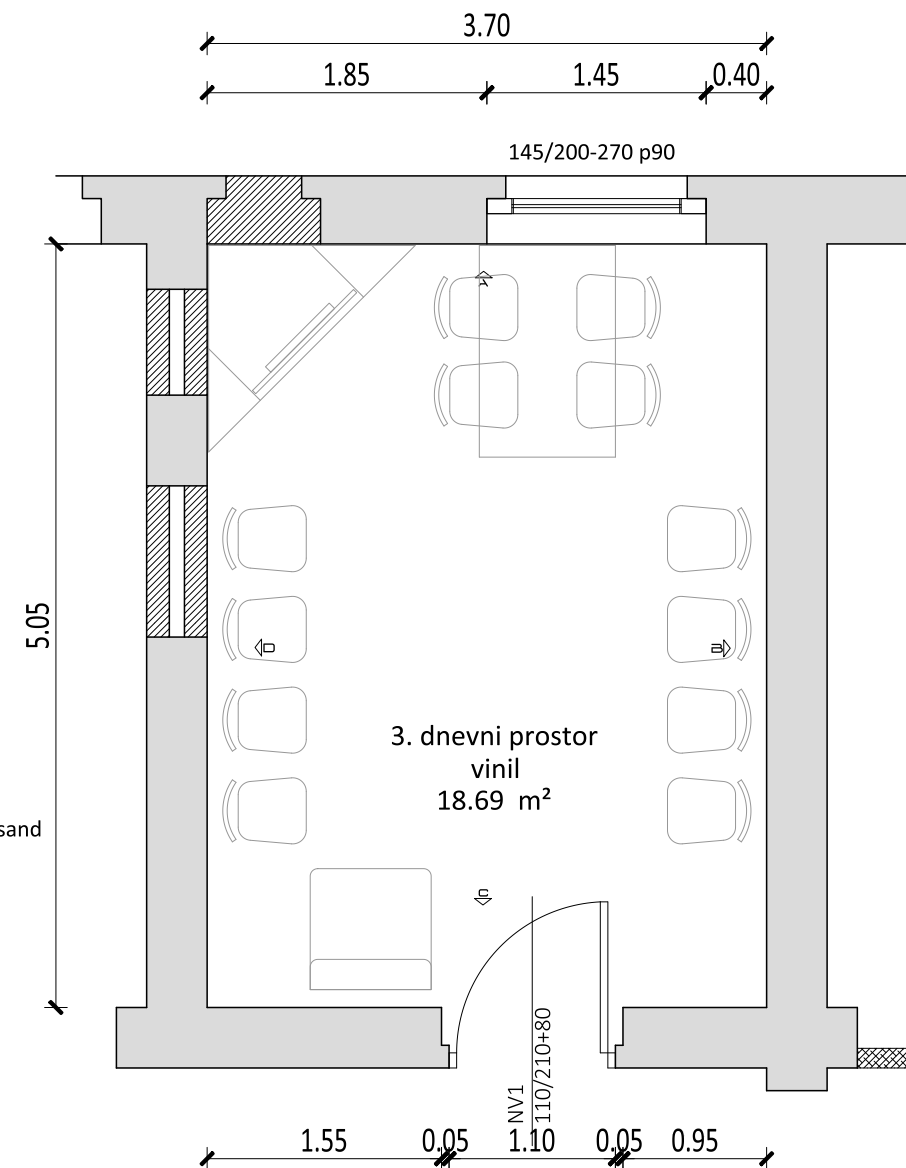 3.70
1.85 1.45 0.40
145/200-270 p90
A
5.05
D B
3. dnevni prostor
vinil
18.69 m²
sand
C
NV1
110/210+80
1.55 0.05 1.10 0.05 0.95